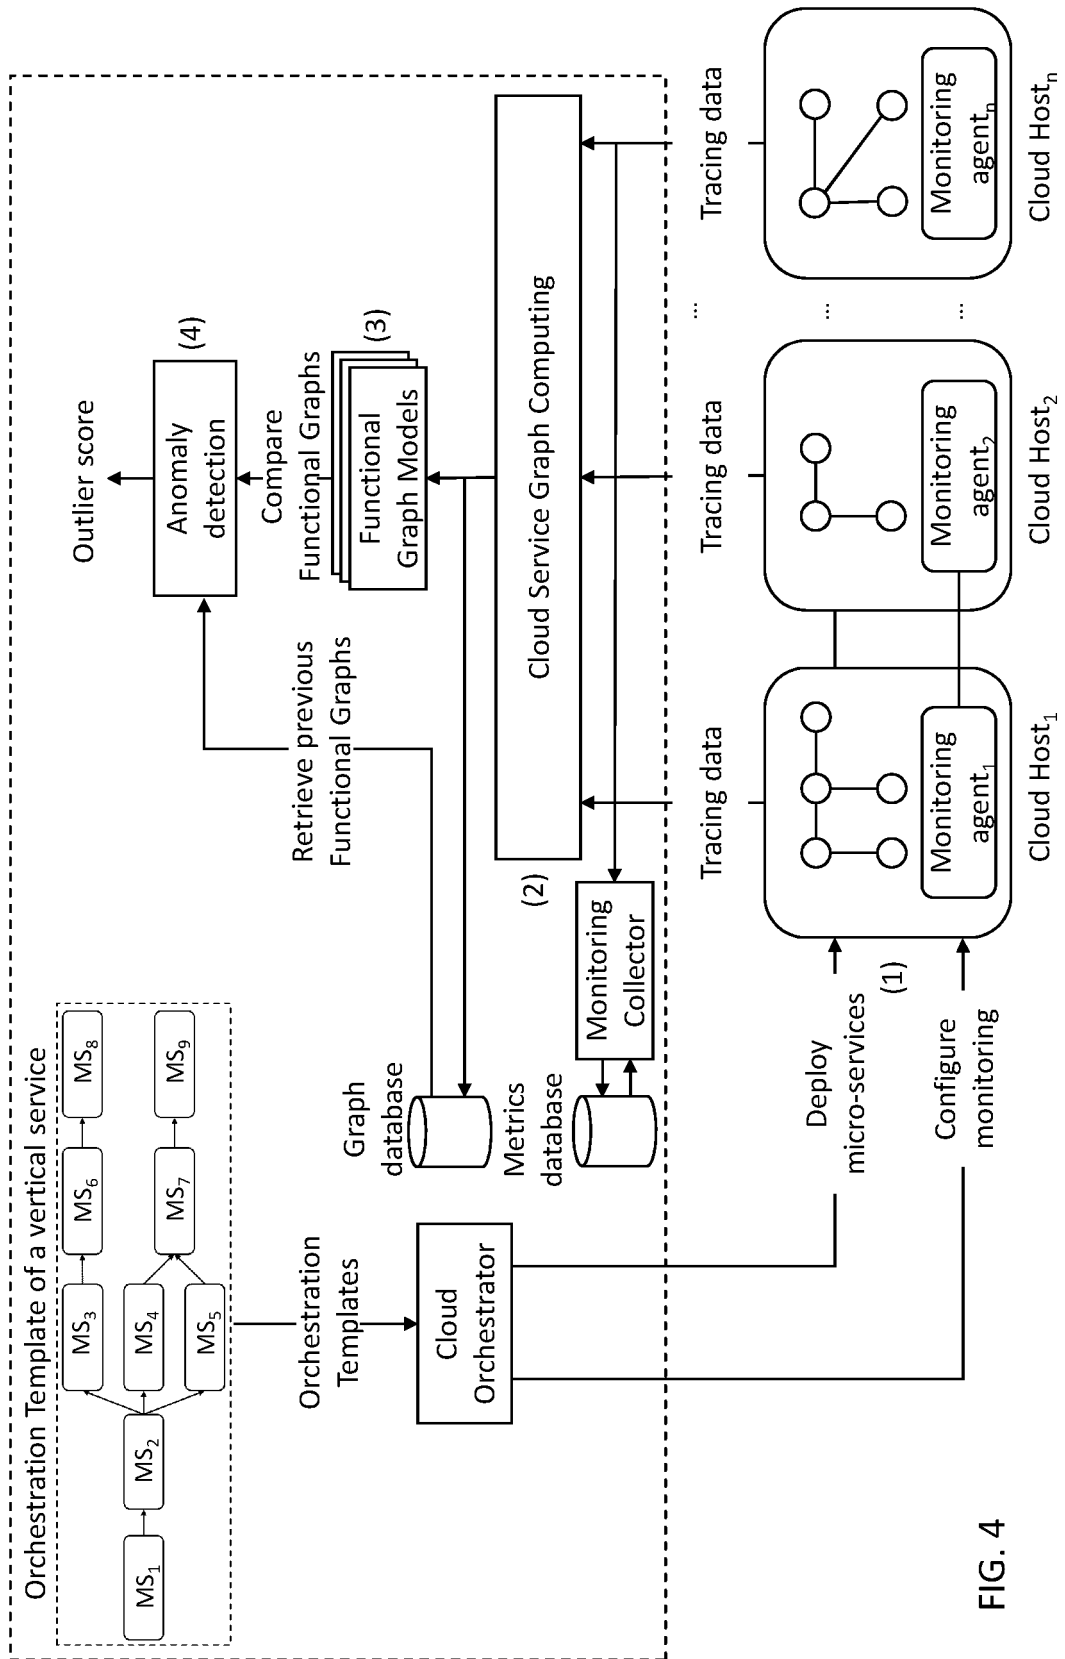 Orchestration Template of a vertical service
MS1
MS2
MS3
MS4
MS5
MS6
MS7
MS8
MS9
Orchestration
Templates
Cloud
Orchestrator
Graph
database
Metrics
database
Retrieve previous
Functional Graphs
Outlier score
Anomaly
detection
(4)
Compare
Functional Graphs
Functional
Graph Models
(3)
Cloud Service Graph Computing
(2)
Monitoring
Collector
Deploy
micro-services
(1)
Configure
monitoring
Tracing data
Tracing data
...
Tracing data
Monitoring
agent1
Cloud Host1
Monitoring
agent2
Cloud Host2
...
...
Monitoring
agentn
Cloud Hostn
FIG. 4